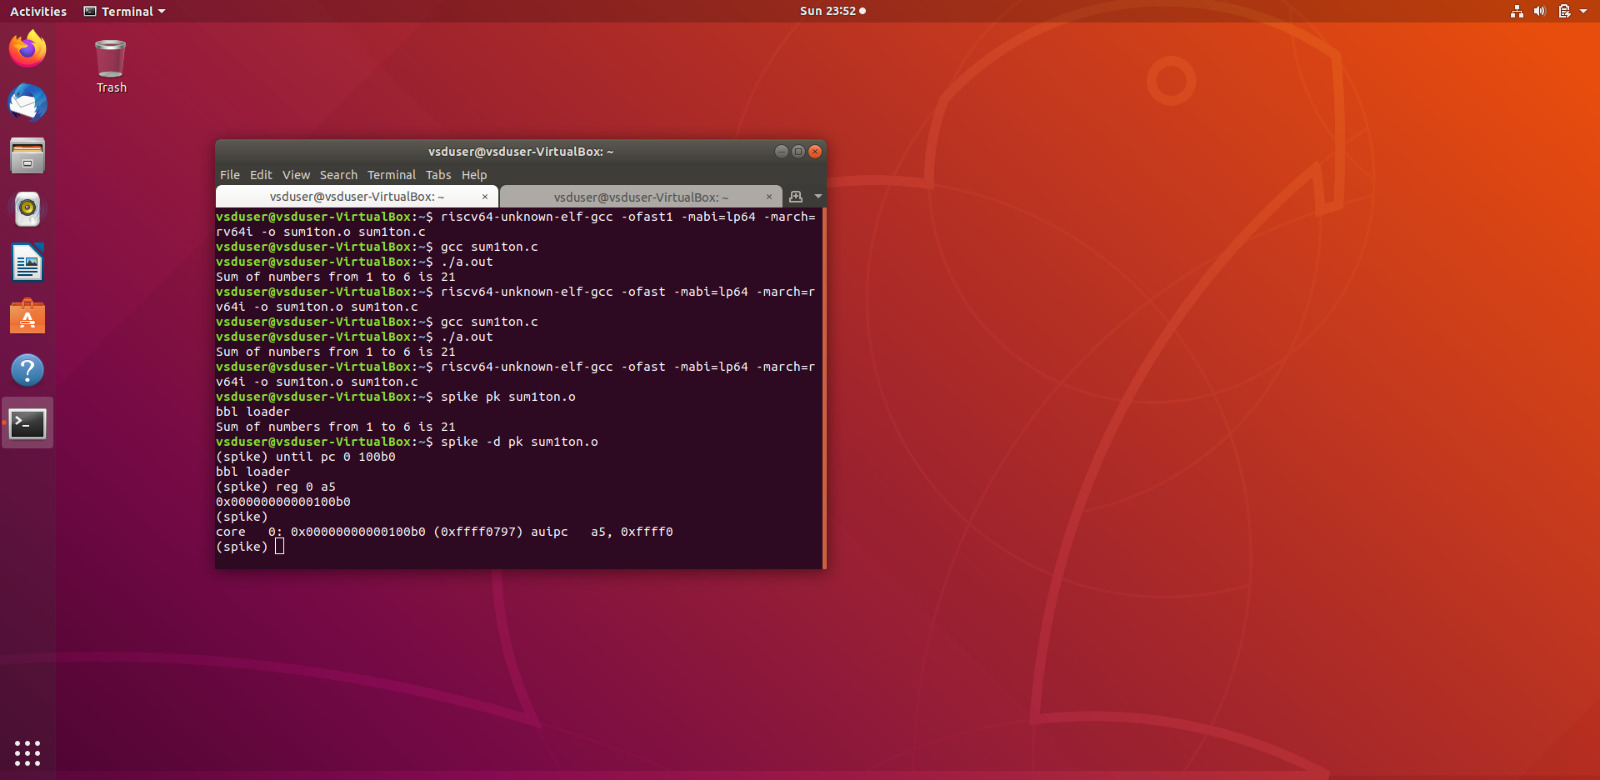 Activities
Terminal
Sun 23:52
Trash
vsduser@vsduser-VirtualBox: ~
File Edit View Search Terminal Tabs Help
vsduser@vsduser-VirtualBox: ~ vsduser@vsduser-VirtualBox: ~
vsduser@vsduser-VirtualBox:~$ riscv64-unknown-elf-gcc -ofast1 -mabi=lp64 -march=
rv64i -o sum1ton.o sum1ton.c
vsduser@vsduser-VirtualBox:~$ gcc sum1ton.c
vsduser@vsduser-VirtualBox:~$ ./a.out
Sum of numbers from 1 to 6 is 21
vsduser@vsduser-VirtualBox:~$ riscv64-unknown-elf-gcc -ofast -mabi=lp64 -march=r
v64i -o sum1ton.o sum1ton.c
vsduser@vsduser-VirtualBox:~$ gcc sum1ton.c
vsduser@vsduser-VirtualBox:~$ ./a.out
Sum of numbers from 1 to 6 is 21
vsduser@vsduser-VirtualBox:~$ riscv64-unknown-elf-gcc -ofast -mabi=lp64 -march=r
v64i -o sum1ton.o sum1ton.c
vsduser@vsduser-VirtualBox:~$ spike pk sum1ton.o
bbl loader
Sum of numbers from 1 to 6 is 21
vsduser@vsduser-VirtualBox:~$ spike -d pk sum1ton.o
(spike) until pc 0 100b0
bbl loader
(spike) reg 0 a5
0x00000000000100b0
(spike)
core   0: 0x00000000000100b0 (0xffff0797) auipc   a5, 0xffff0
(spike)